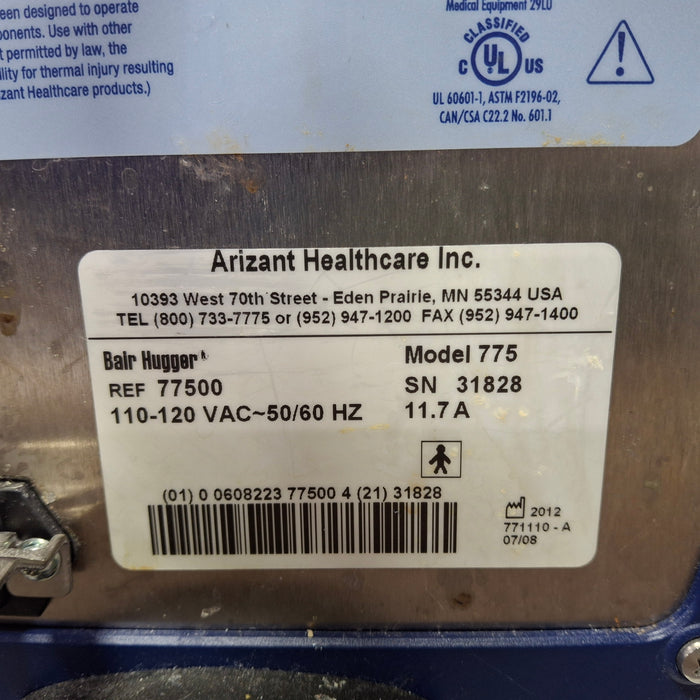 een designed to operate
ponents. Use with other
t permitted by law, the
ility for thermal injury resulting
zant Healthcare products.)
Medical Equipment 29LU
CLASSIFIED
C UL US
UL 60601-1, ASTM F2196-02,
CAN/CSA C22.2 No. 601.1
Arizant Healthcare Inc.
10393 West 70th Street - Eden Prairie, MN 55344 USA
TEL (800) 733-7775 or (952) 947-1200 FAX (952) 947-1400
Bair Hugger®
Model 775
REF 77500
SN 31828
110-120 VAC~50/60 HZ
11.7 A
(01) 0 0608223 77500 4 (21) 31828
2012
771110 - A
07/08